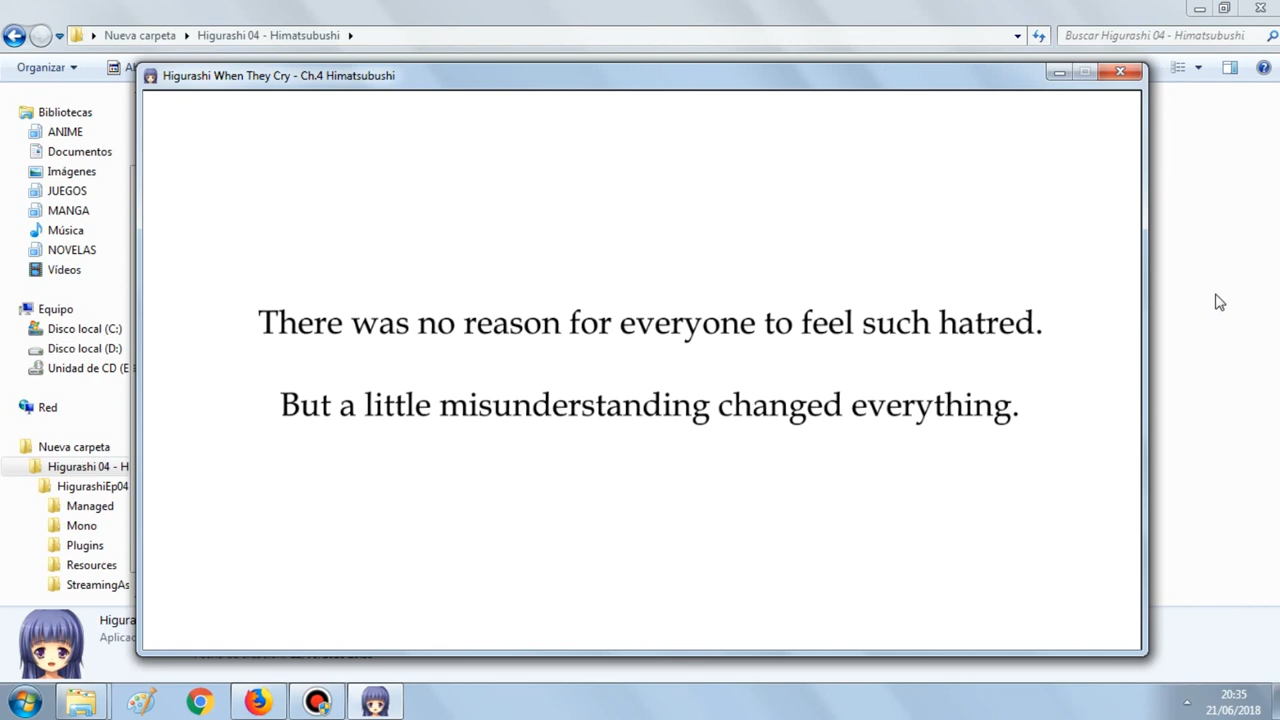 Nueva carpeta
Higurashi 04 - Himatsubushi
Buscar Higurashi 04 - Himatsubushi
Organizar
Higurashi When They Cry - Ch.4 Himatsubushi
Bibliotecas
ANIME
Documentos
Imágenes
JUEGOS
MANGA
Música
NOVELAS
Vídeos
Equipo
Disco local (C:)
Disco local (D:)
Unidad de CD (E
Red
Nueva carpeta
Higurashi 04 - H
HigurashiEp04
Managed
Mono
Plugins
Resources
StreamingAs
There was no reason for everyone to feel such hatred.
But a little misunderstanding changed everything.
Higura
Aplicac
20:35
21/06/2018